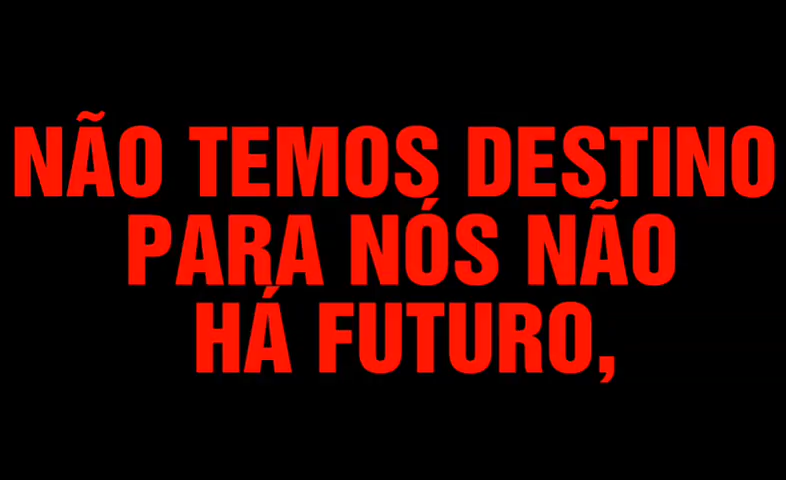 NÃO TEMOS DESTINO
PARA NÓS NÃO
HÁ FUTURO,